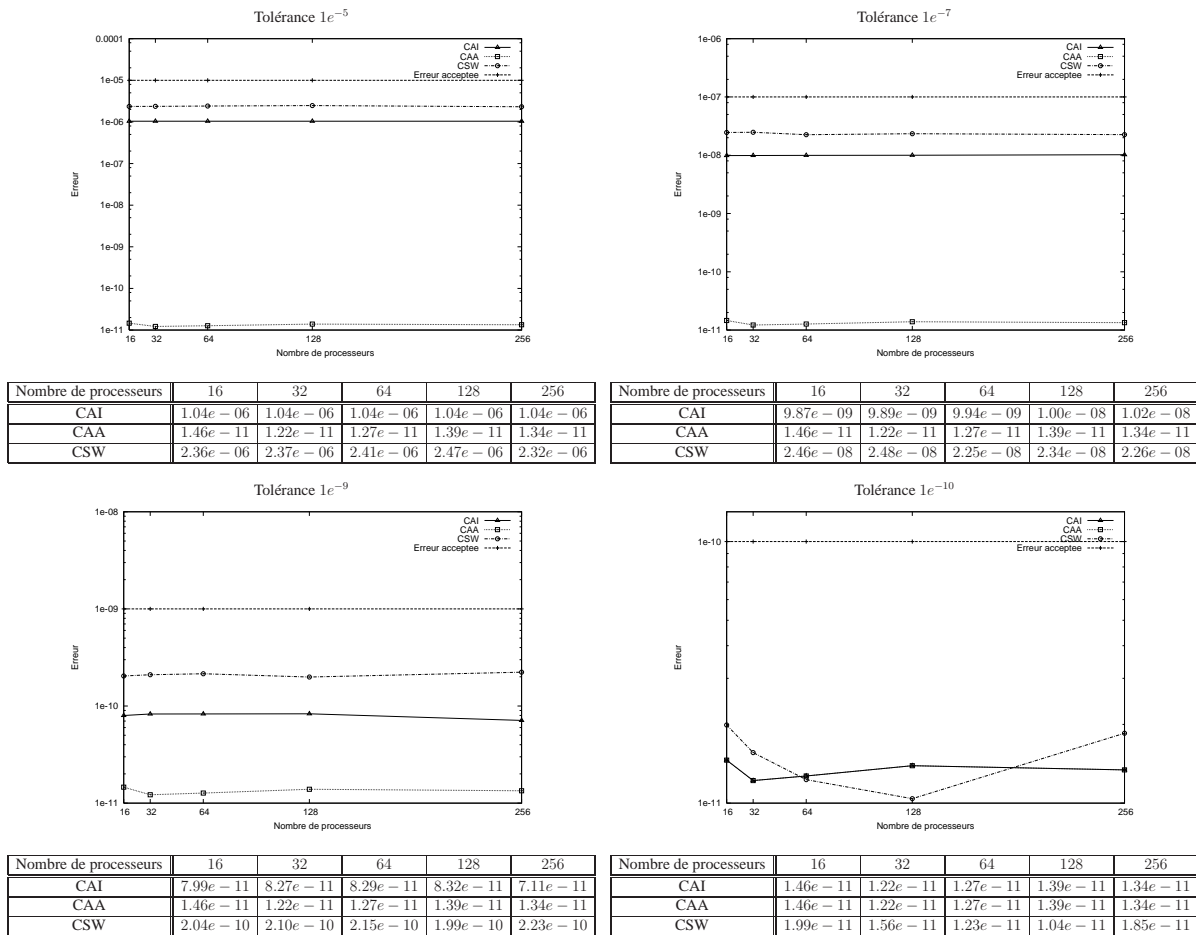 Tolérance 1e−5
0.0001
1e-05
1e-06
1e-07
1e-08
1e-09
1e-10
1e-11
Erreur
CAI
CAA
CSW
Erreur acceptee
16 32 64 128 256
Nombre de processeurs
Nombre de processeurs 16 32 64 128 256
CAI 1.04e − 06 1.04e − 06 1.04e − 06 1.04e − 06 1.04e − 06
CAA 1.46e − 11 1.22e − 11 1.27e − 11 1.39e − 11 1.34e − 11
CSW 2.36e − 06 2.37e − 06 2.41e − 06 2.47e − 06 2.32e − 06
Tolérance 1e−7
1e-06
1e-07
1e-08
1e-09
1e-10
1e-11
Erreur
CAI
CAA
CSW
Erreur acceptee
16 32 64 128 256
Nombre de processeurs
Nombre de processeurs 16 32 64 128 256
CAI 9.87e − 09 9.89e − 09 9.94e − 09 1.00e − 08 1.02e − 08
CAA 1.46e − 11 1.22e − 11 1.27e − 11 1.39e − 11 1.34e − 11
CSW 2.46e − 08 2.48e − 08 2.25e − 08 2.34e − 08 2.26e − 08
Tolérance 1e−9
1e-08
1e-09
1e-10
1e-11
Erreur
CAI
CAA
CSW
Erreur acceptee
16 32 64 128 256
Nombre de processeurs
Nombre de processeurs 16 32 64 128 256
CAI 7.99e − 11 8.27e − 11 8.29e − 11 8.32e − 11 7.11e − 11
CAA 1.46e − 11 1.22e − 11 1.27e − 11 1.39e − 11 1.34e − 11
CSW 2.04e − 10 2.10e − 10 2.15e − 10 1.99e − 10 2.23e − 10
Tolérance 1e−10
1e-10
1e-11
Erreur
CAI
CAA
CSW
Erreur acceptee
16 32 64 128 256
Nombre de processeurs
Nombre de processeurs 16 32 64 128 256
CAI 1.46e − 11 1.22e − 11 1.27e − 11 1.39e − 11 1.34e − 11
CAA 1.46e − 11 1.22e − 11 1.27e − 11 1.39e − 11 1.34e − 11
CSW 1.99e − 11 1.56e − 11 1.23e − 11 1.04e − 11 1.85e − 11